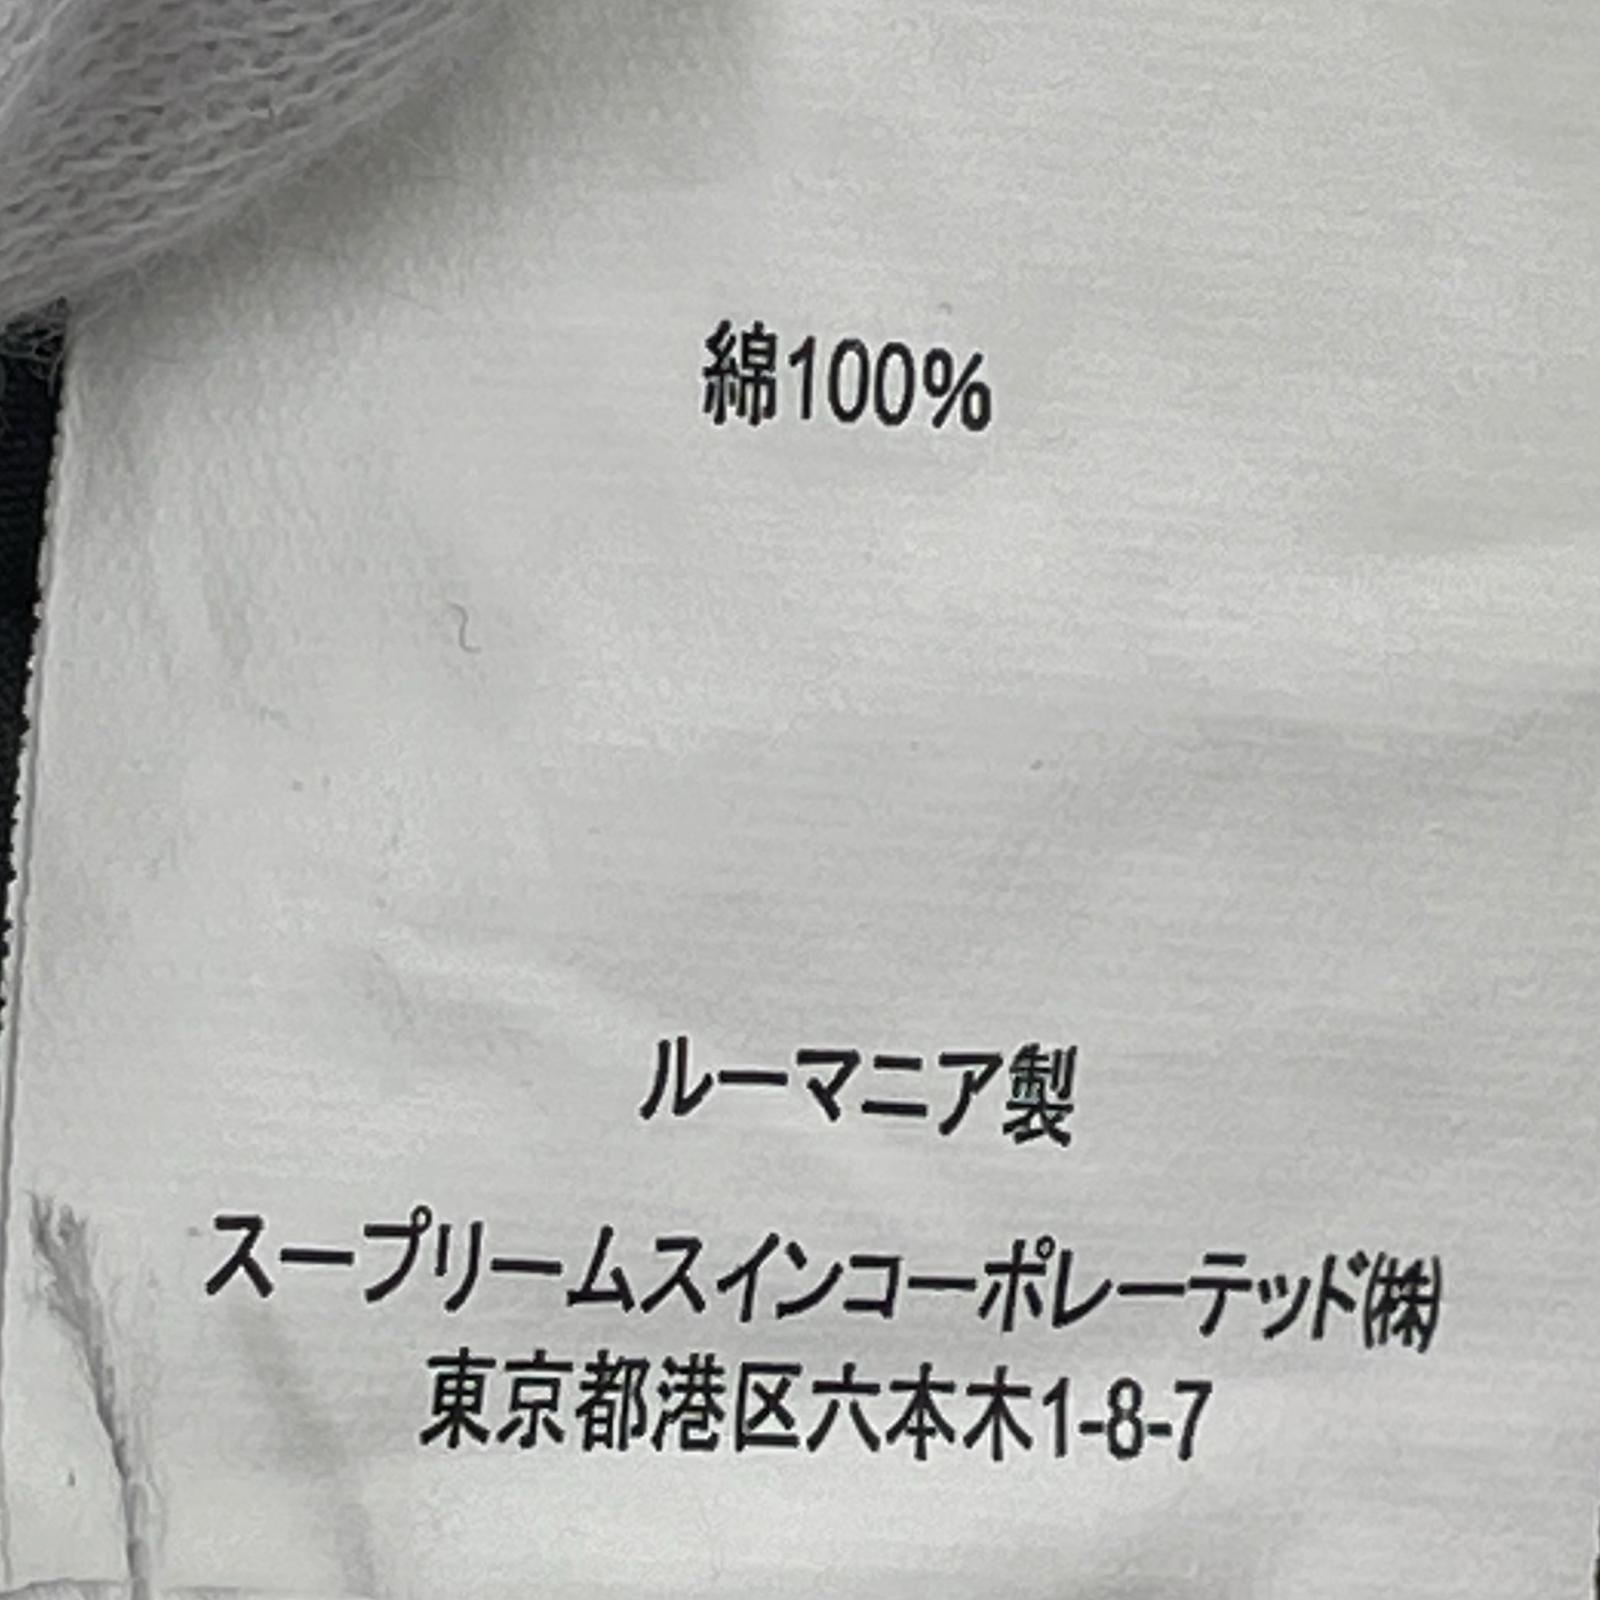 綿100%
ルーマニア製
スープリームスインコーポレーテッド㈱
東京都港区六本木1-8-7